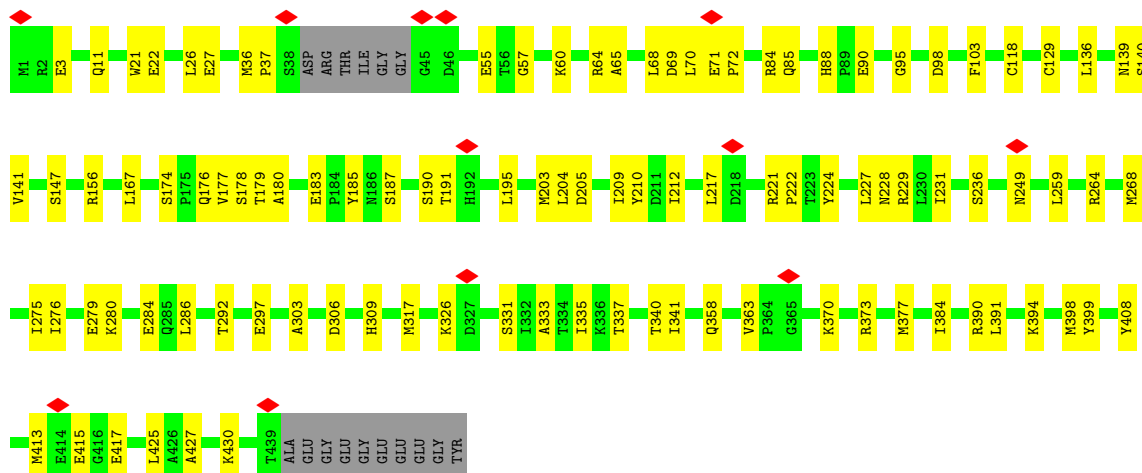 M1 R2 E3 Q11 W21 E22 L26 E27 M36 P37 S38 ASP ARG THR ILE GLY GLY G45 D46 E55 T56 G57 K60 R64 A65 L68 D69 L70 E71 P72 R84 Q85 H88 P89 E90 G95 D98 F103 C118 C129 L136 N139 S140
V141 S147 R156 L167 S174 P175 Q176 V177 S178 T179 A180 E183 P184 Y185 N186 S187 S190 T191 H192 L195 M203 L204 D205 I209 Y210 D211 I212 L217 D218 R221 P222 T223 Y224 L227 N228 R229 L230 I231 S236 N249 L259 R264 M268
I275 I276 E279 K280 E284 Q285 L286 T292 E297 A303 D306 H309 M317 K326 D327 S331 I332 A333 T334 I335 K336 T337 T340 I341 Q358 V363 P364 G365 K370 R373 M377 I384 R390 L391 K394 M398 Y399 Y408
M413 E414 E415 G416 E417 L425 A426 A427 K430 T439 ALA GLU GLY GLU GLY GLU GLU GLU GLY TYR